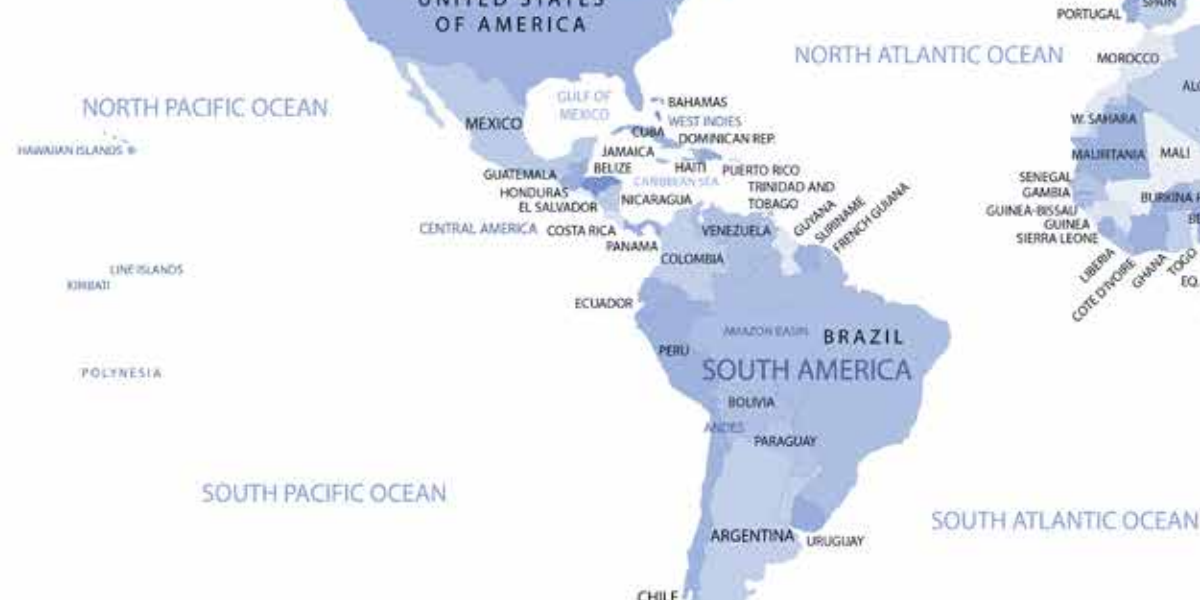 UNITED STATES
OF AMERICA
SPAIN
PORTUGAL
NORTH ATLANTIC OCEAN
MOROCCO
GULF OF
MEXICO
BAHAMAS
NORTH PACIFIC OCEAN
MEXICO
WEST INDIES
W. SAHARA
CUBA
DOMINICAN REP.
HAWAIIAN ISLANDS
JAMAICA
MAURITANIA
MALI
BELIZE
HAITI
PUERTO RICO
GUATEMALA
CARIBBEAN SEA
SENEGAL
HONDURAS
NICARAGUA
TRINIDAD AND
TOBAGO
GAMBIA
BURKINA
EL SALVADOR
GUINEA-BISSAU
GUYANA
SURINAME
FRENCH GUIANA
CENTRAL AMERICA
COSTA RICA
VENEZUELA
GUINEA
SIERRA LEONE
PANAMA
COLOMBIA
LIBERIA
COTE D'IVOIRE
GHANA
TOGO
EQ.
LINE ISLANDS
KIRIBATI
ECUADOR
AMAZON BASIN
BRAZIL
PERU
SOUTH AMERICA
POLYNESIA
BOLIVIA
ANDES
PARAGUAY
SOUTH PACIFIC OCEAN
SOUTH ATLANTIC OCEAN
ARGENTINA
URUGUAY
CHILE